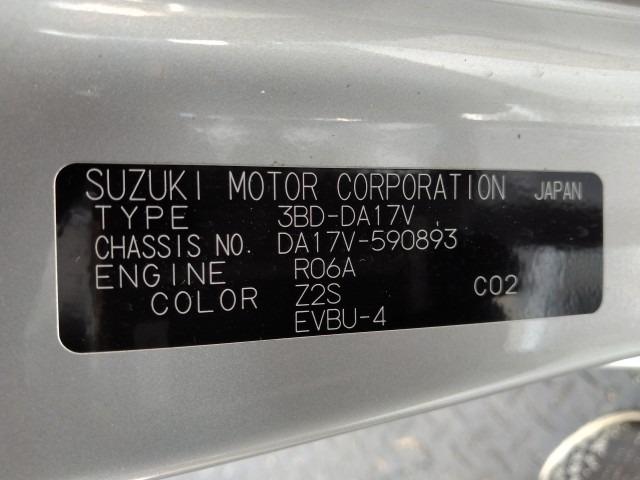 SUZUKI MOTOR CORPORATION JAPAN
TYPE 3BD-DA17V
CHASSIS NO. DA17V-590893
ENGINE R06A
COLOR Z2S C02
EVBU-4